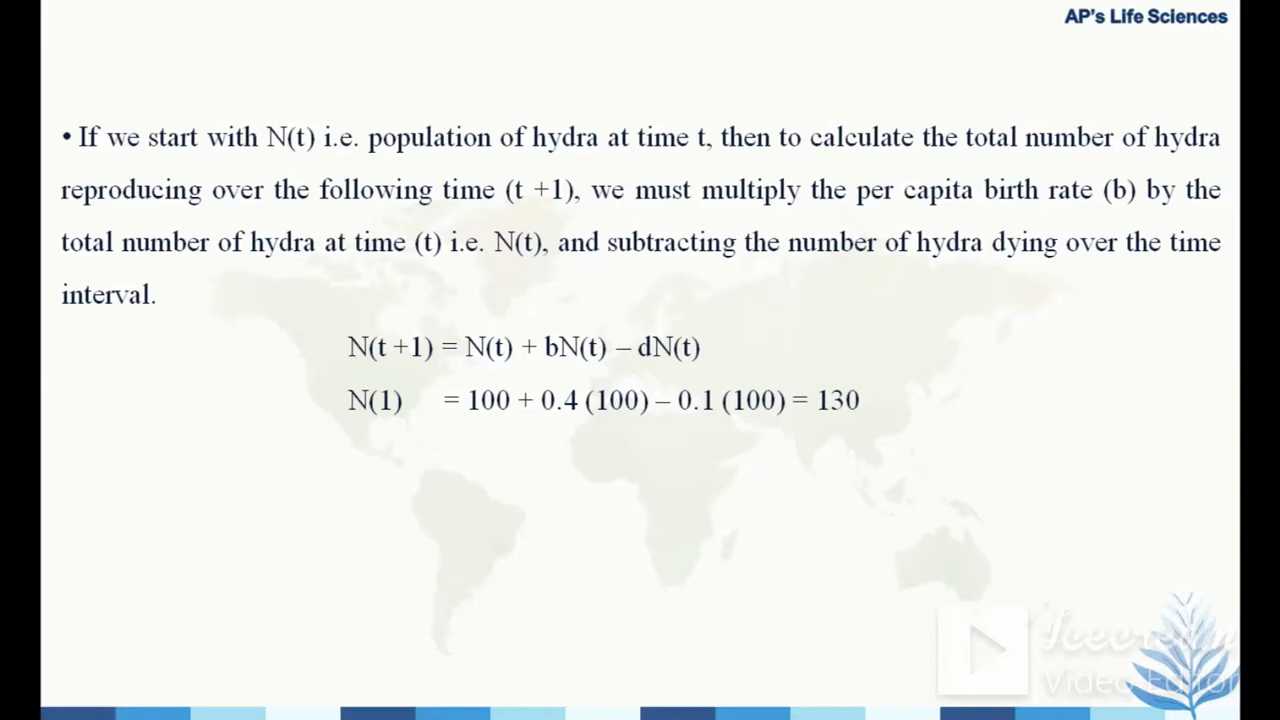 AP's Life Sciences
• If we start with N(t) i.e. population of hydra at time t, then to calculate the total number of hydra
reproducing over the following time (t +1), we must multiply the per capita birth rate (b) by the
total number of hydra at time (t) i.e. N(t), and subtracting the number of hydra dying over the time
interval.
N(t +1) = N(t) + bN(t) – dN(t)
N(1) = 100 + 0.4 (100) – 0.1 (100) = 130
Video Editor